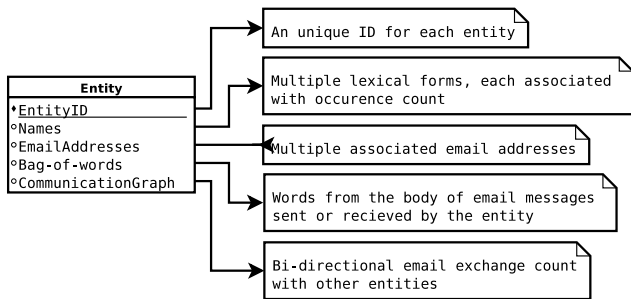 Entity
EntityID
Names
EmailAddresses
Bag-of-words
CommunicationGraph
An unique ID for each entity
Multiple lexical forms, each associated
with occurence count
Multiple associated email addresses
Words from the body of email messages
sent or recieved by the entity
Bi-directional email exchange count
with other entities